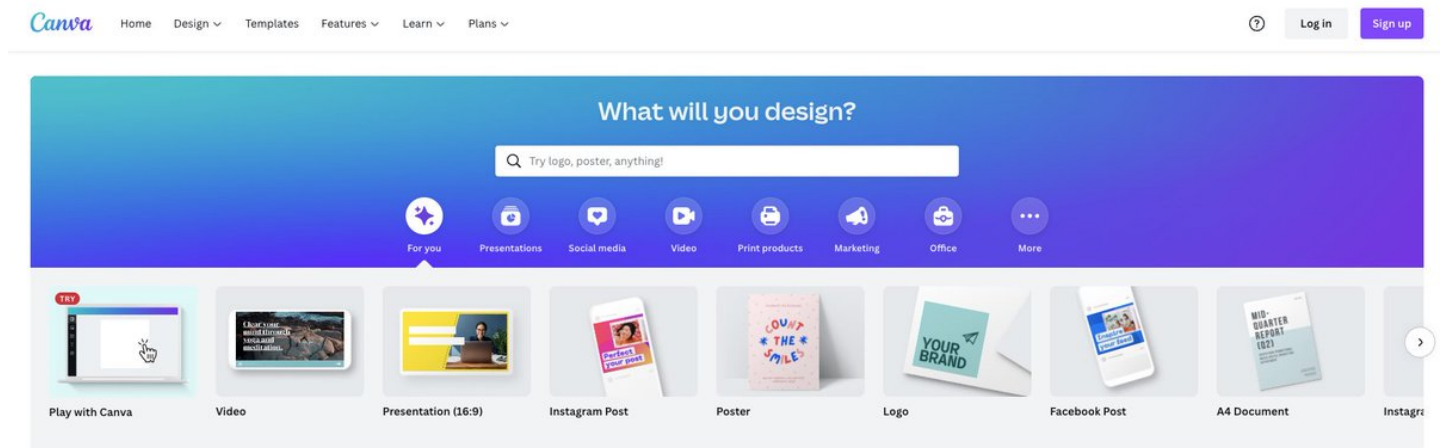 Canva Home Design Templates Features Learn Plans Log in Sign up
What will you design?
Try logo, poster, anything!
For you Presentations Social media Video Print products Marketing Office More
TRY
Clear your
mind through
yoga and
meditation.
Perfect
your post
COUNT
THE
SMILES
YOUR
BRAND
Inspire
your feed
MID-
QUARTER
REPORT
(Q2)
Play with Canva Video Presentation (16:9) Instagram Post Poster Logo Facebook Post A4 Document Instagra